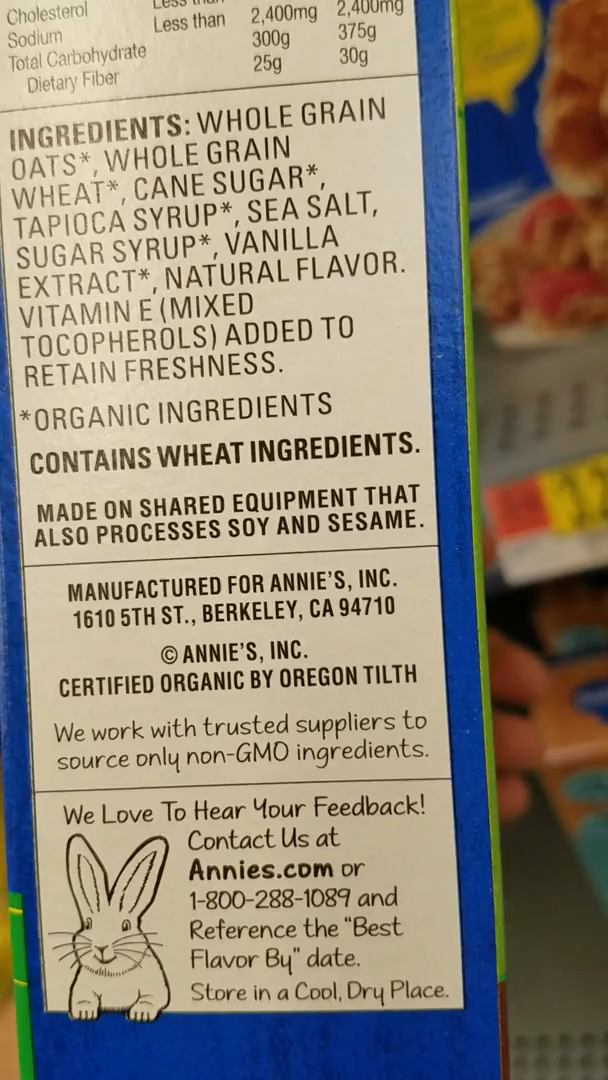 Cholesterol
Less than
Sodium Less than 2,400mg 2,400mg
Total Carbohydrate 300g 375g
Dietary Fiber 25g 30g
INGREDIENTS: WHOLE GRAIN
OATS*, WHOLE GRAIN
WHEAT*, CANE SUGAR*,
TAPIOCA SYRUP*, SEA SALT,
SUGAR SYRUP*, VANILLA
EXTRACT*, NATURAL FLAVOR.
VITAMIN E (MIXED
TOCOPHEROLS) ADDED TO
RETAIN FRESHNESS.
*ORGANIC INGREDIENTS
CONTAINS WHEAT INGREDIENTS.
MADE ON SHARED EQUIPMENT THAT
ALSO PROCESSES SOY AND SESAME.
MANUFACTURED FOR ANNIE'S, INC.
1610 5TH ST., BERKELEY, CA 94710
© ANNIE'S, INC.
CERTIFIED ORGANIC BY OREGON TILTH
We work with trusted suppliers to
source only non-GMO ingredients.
We Love To Hear Your Feedback!
Contact Us at
Annies.com or
1-800-288-1089 and
Reference the "Best
Flavor By" date.
Store in a Cool, Dry Place.